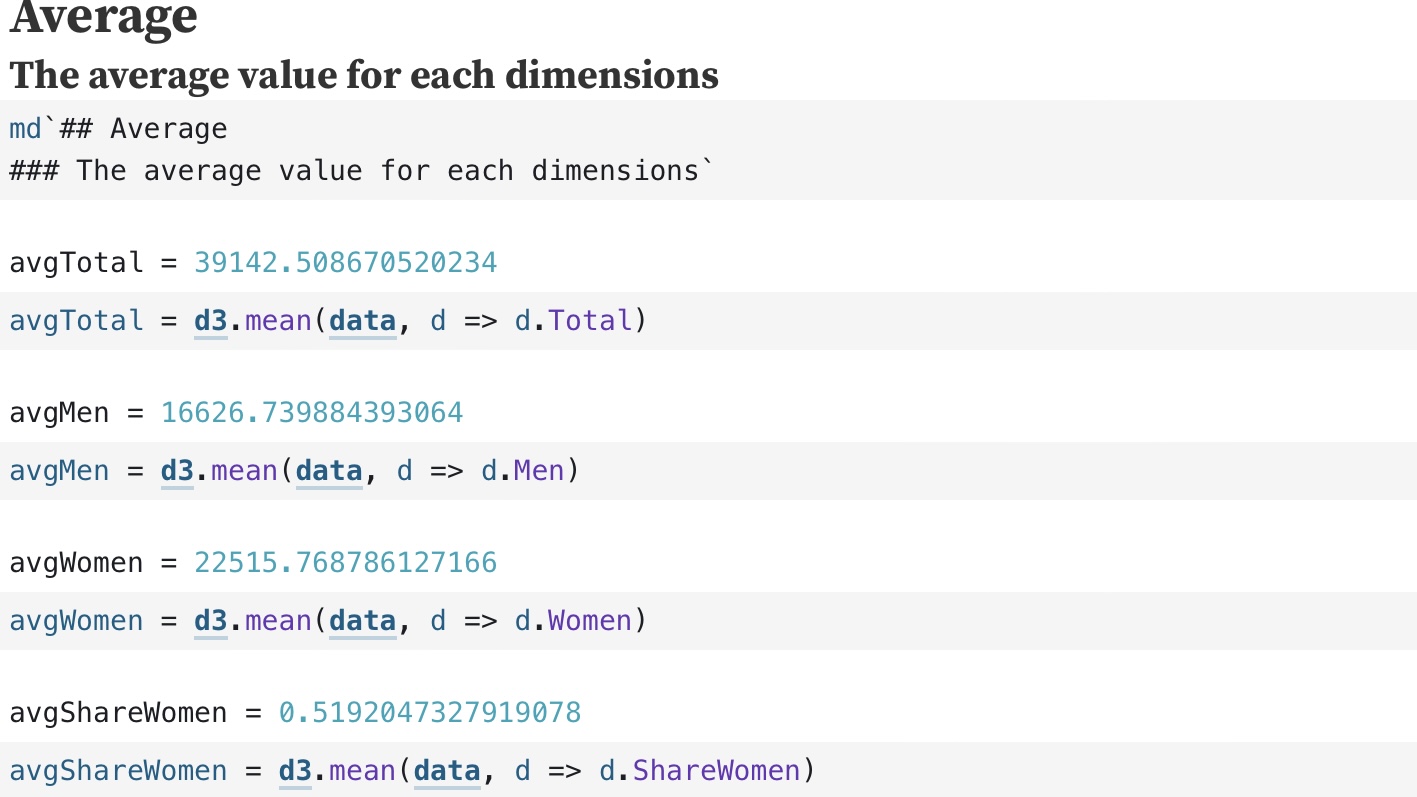 Average
The average value for each dimensions
md`## Average
### The average value for each dimensions`
avgTotal = 39142.508670520234
avgTotal = d3.mean(data, d => d.Total)
avgMen = 16626.739884393064
avgMen = d3.mean(data, d => d.Men)
avgWomen = 22515.768786127166
avgWomen = d3.mean(data, d => d.Women)
avgShareWomen = 0.5192047327919078
avgShareWomen = d3.mean(data, d => d.ShareWomen)